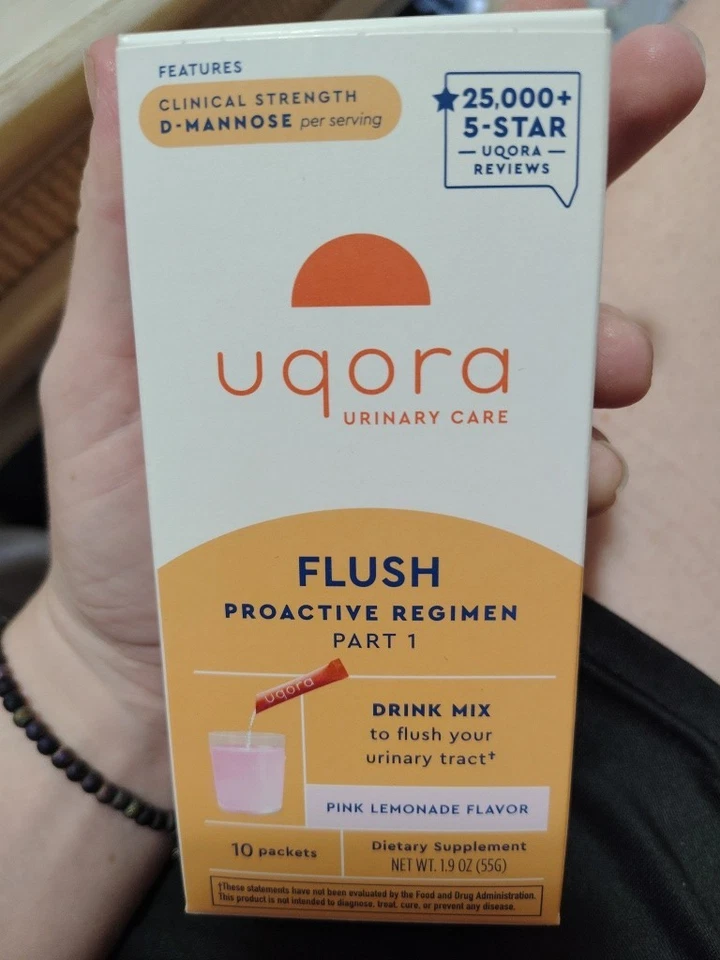 FEATURES
CLINICAL STRENGTH
D-MANNOSE per serving
25,000+
5-STAR
UQORA
REVIEWS
uqora
URINARY CARE
FLUSH
PROACTIVE REGIMEN
PART 1
uqora
DRINK MIX
to flush your
urinary tract†
PINK LEMONADE FLAVOR
10 packets
Dietary Supplement
NET WT. 1.9 OZ (55G)
†These statements have not been evaluated by the Food and Drug Administration.
This product is not intended to diagnose, treat, cure, or prevent any disease.